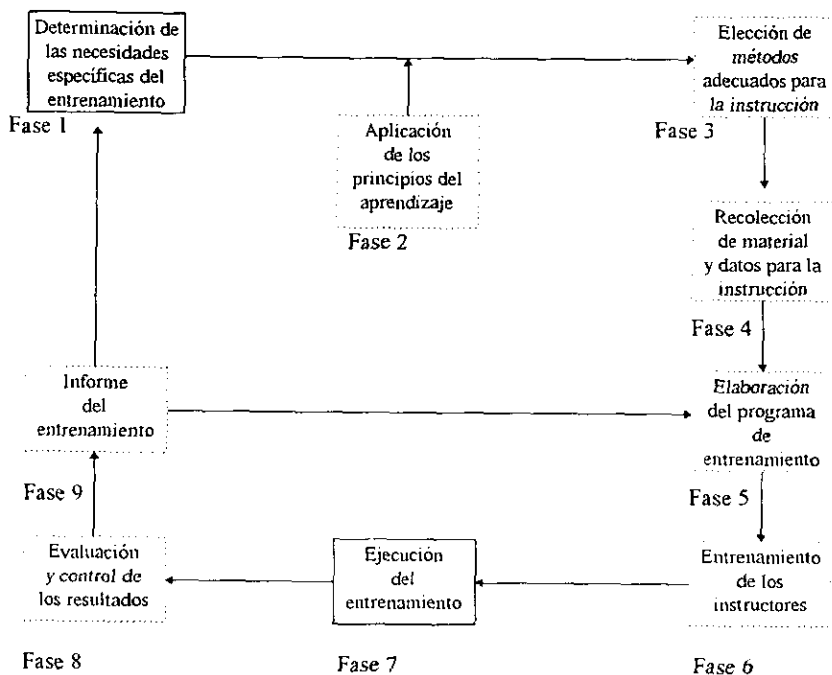 Determinación de
las necesidades
específicas del
entrenamiento
Fase 1
Aplicación
de los
principios del
aprendizaje
Fase 2
Elección de
métodos
adecuados para
la instrucción
Fase 3
Recolección
de material
y datos para la
instrucción
Fase 4
Elaboración
del programa
de
entrenamiento
Fase 5
Entrenamiento
de los
instructores
Fase 6
Ejecución
del
entrenamiento
Fase 7
Evaluación
y control de
los resultados
Fase 8
Informe
del
entrenamiento
Fase 9